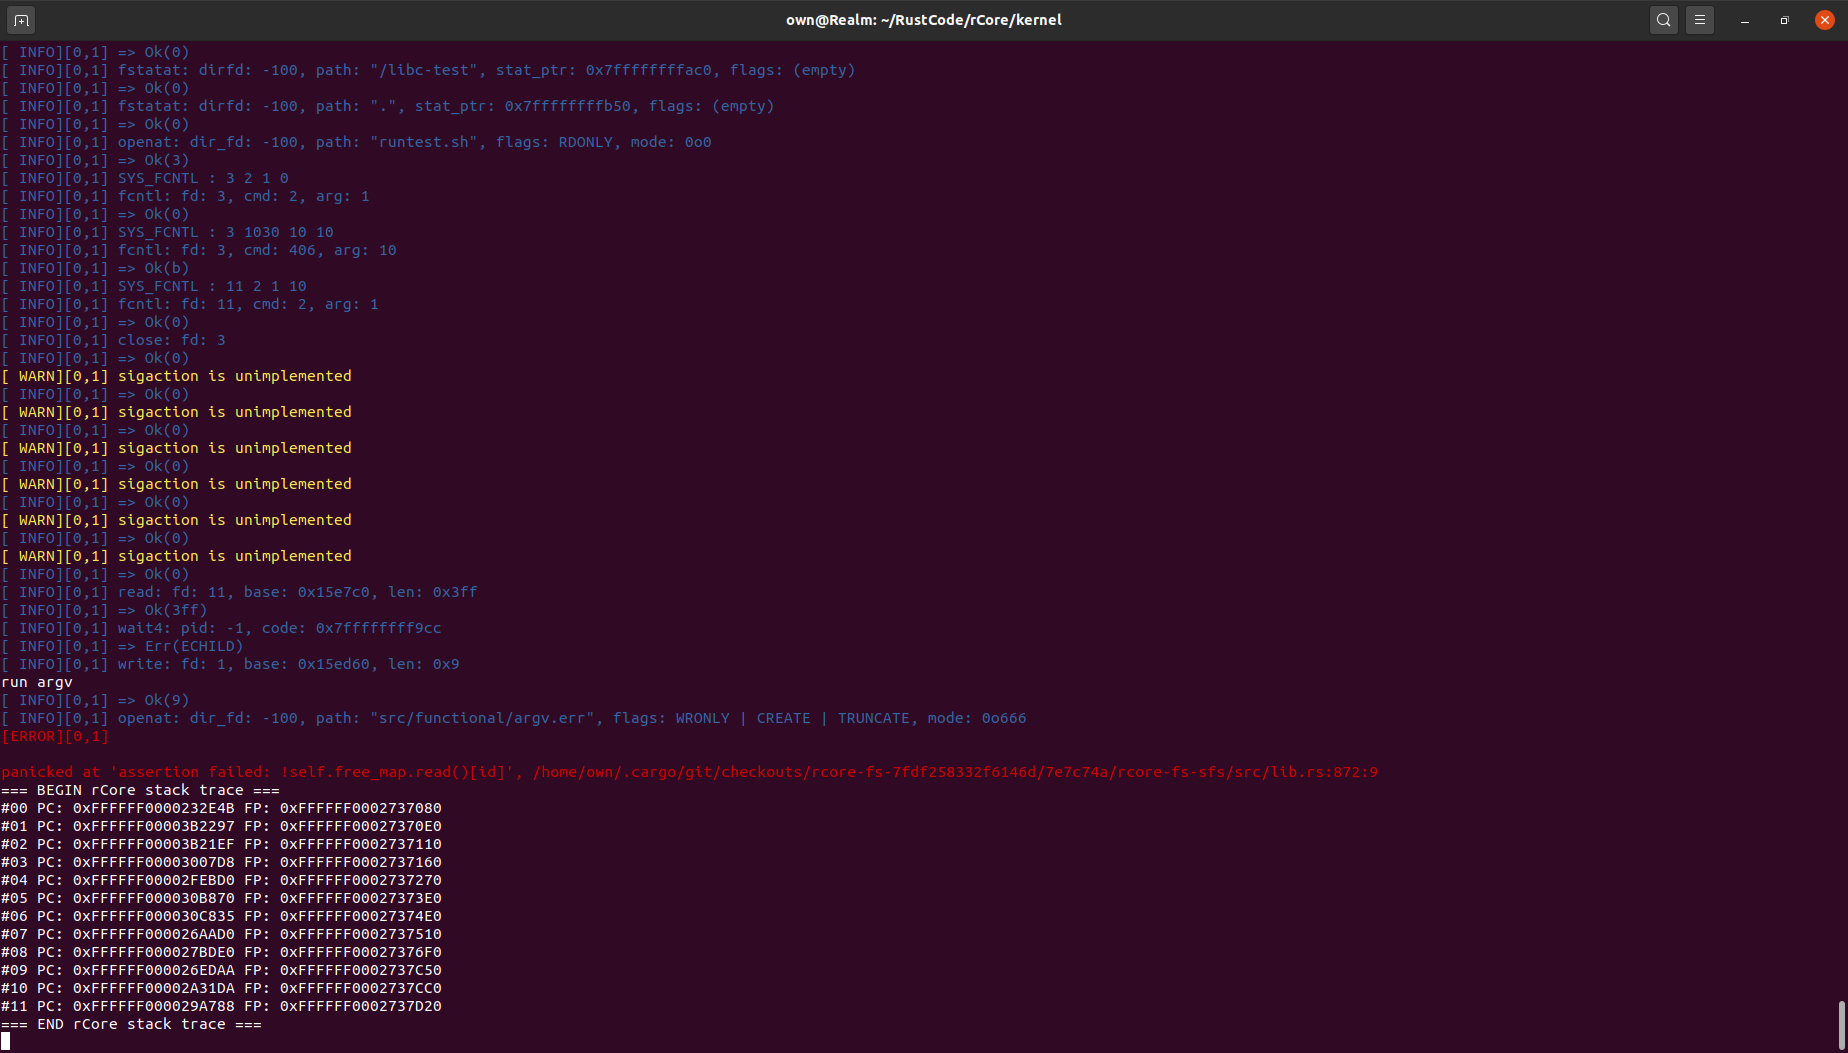 own@Realm: ~/RustCode/rCore/kernel
[ INFO][0,1] => Ok(0)
[ INFO][0,1] fstatat: dirfd: -100, path: "/libc-test", stat_ptr: 0x7ffffffffac0, flags: (empty)
[ INFO][0,1] => Ok(0)
[ INFO][0,1] fstatat: dirfd: -100, path: ".", stat_ptr: 0x7ffffffffb50, flags: (empty)
[ INFO][0,1] => Ok(0)
[ INFO][0,1] openat: dir_fd: -100, path: "runtest.sh", flags: RDONLY, mode: 0o0
[ INFO][0,1] => Ok(3)
[ INFO][0,1] SYS_FCNTL : 3 2 1 0
[ INFO][0,1] fcntl: fd: 3, cmd: 2, arg: 1
[ INFO][0,1] => Ok(0)
[ INFO][0,1] SYS_FCNTL : 3 1030 10 10
[ INFO][0,1] fcntl: fd: 3, cmd: 406, arg: 10
[ INFO][0,1] => Ok(b)
[ INFO][0,1] SYS_FCNTL : 11 2 1 10
[ INFO][0,1] fcntl: fd: 11, cmd: 2, arg: 1
[ INFO][0,1] => Ok(0)
[ INFO][0,1] close: fd: 3
[ INFO][0,1] => Ok(0)
[ WARN][0,1] sigaction is unimplemented
[ INFO][0,1] => Ok(0)
[ WARN][0,1] sigaction is unimplemented
[ INFO][0,1] => Ok(0)
[ WARN][0,1] sigaction is unimplemented
[ INFO][0,1] => Ok(0)
[ WARN][0,1] sigaction is unimplemented
[ INFO][0,1] => Ok(0)
[ WARN][0,1] sigaction is unimplemented
[ INFO][0,1] => Ok(0)
[ WARN][0,1] sigaction is unimplemented
[ INFO][0,1] => Ok(0)
[ INFO][0,1] read: fd: 11, base: 0x15e7c0, len: 0x3ff
[ INFO][0,1] => Ok(3ff)
[ INFO][0,1] wait4: pid: -1, code: 0x7fffffff​f9cc
[ INFO][0,1] => Err(ECHILD)
[ INFO][0,1] write: fd: 1, base: 0x15ed60, len: 0x9
run argv
[ INFO][0,1] => Ok(9)
[ INFO][0,1] openat: dir_fd: -100, path: "src/functional/argv.err", flags: WRONLY | CREATE | TRUNCATE, mode: 0o666
[ERROR][0,1]
panicked at 'assertion failed: !self.free_map.read()[id]', /home/own/.cargo/git/checkouts/rcore-fs-7fdf258332f6146d/7e7c74a/rcore-fs-sfs/src/lib.rs:872:9
=== BEGIN rCore stack trace ===
#00 PC: 0xFFFFFF0000232E4B FP: 0xFFFFFF0002737080
#01 PC: 0xFFFFFF00003B2297 FP: 0xFFFFFF00027370E0
#02 PC: 0xFFFFFF00003B21EF FP: 0xFFFFFF0002737110
#03 PC: 0xFFFFFF00003007D8 FP: 0xFFFFFF0002737160
#04 PC: 0xFFFFFF00002FEBD0 FP: 0xFFFFFF0002737270
#05 PC: 0xFFFFFF000030B870 FP: 0xFFFFFF00027373E0
#06 PC: 0xFFFFFF000030C835 FP: 0xFFFFFF00027374E0
#07 PC: 0xFFFFFF000026AAD0 FP: 0xFFFFFF0002737510
#08 PC: 0xFFFFFF000027BDE0 FP: 0xFFFFFF00027376F0
#09 PC: 0xFFFFFF000026EDAA FP: 0xFFFFFF0002737C50
#10 PC: 0xFFFFFF00002A31DA FP: 0xFFFFFF0002737CC0
#11 PC: 0xFFFFFF000029A788 FP: 0xFFFFFF0002737D20
=== END rCore stack trace ===